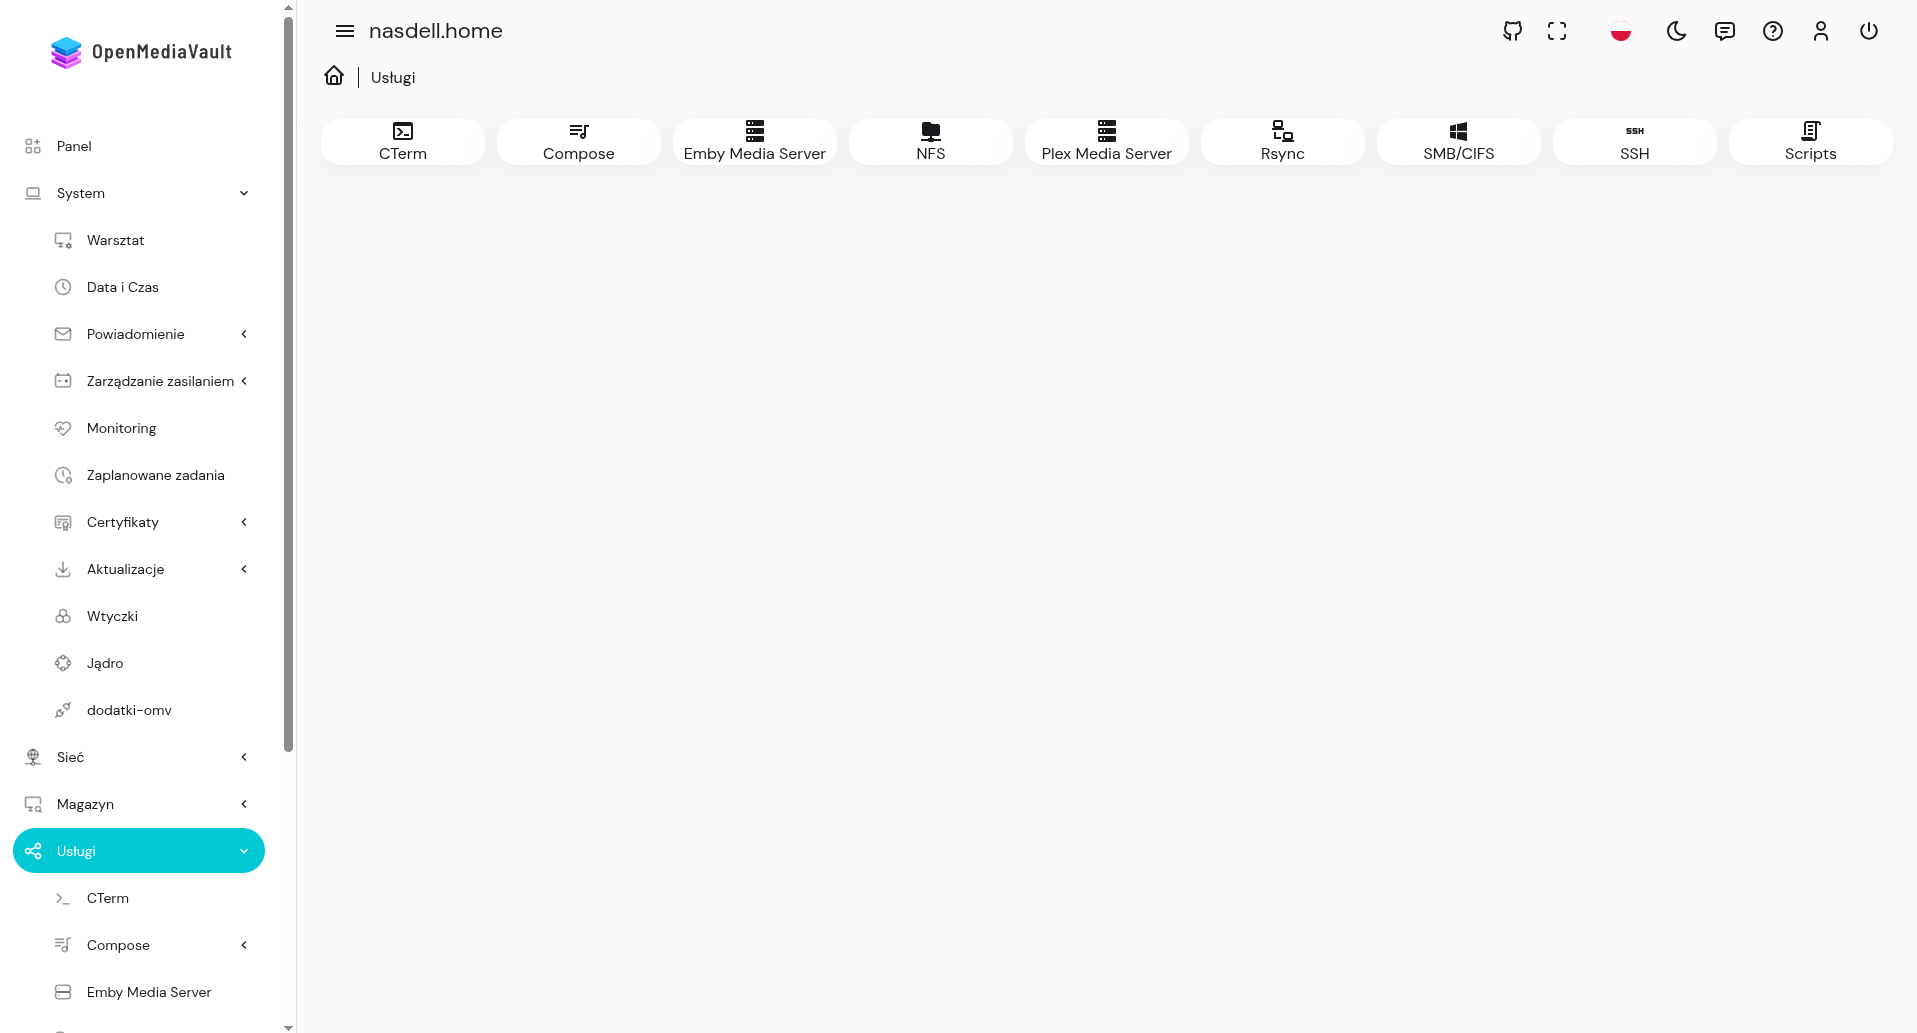 OpenMediaVault
Panel
System
Warsztat
Data i Czas
Powiadomienie
Zarządzanie zasilaniem
Monitoring
Zaplanowane zadania
Certyfikaty
Aktualizacje
Wtyczki
Jądro
dodatki-omv
Sieć
Magazyn
Usługi
CTerm
Compose
Emby Media Server
nasdell.home
Usługi
CTerm
Compose
Emby Media Server
NFS
Plex Media Server
Rsync
SMB/CIFS
SSH
SSH
Scripts